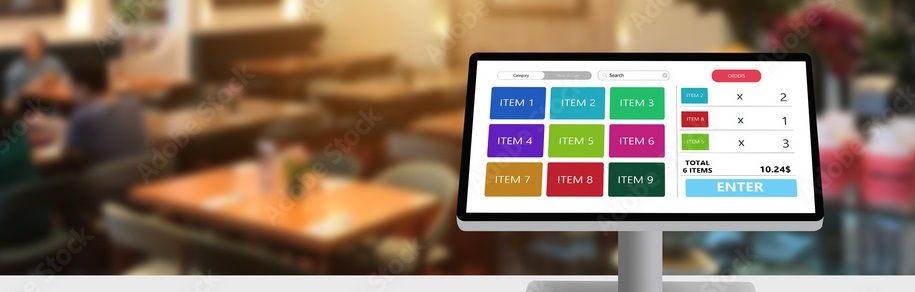 Category
Search
ORDERS
ITEM 1
ITEM 2
ITEM 3
ITEM 4
ITEM 5
ITEM 6
ITEM 7
ITEM 8
ITEM 9
ITEM 2 x 2
ITEM 8 x 1
ITEM 5 x 3
TOTAL
6 ITEMS 10.24$
ENTER
Adobe Stock